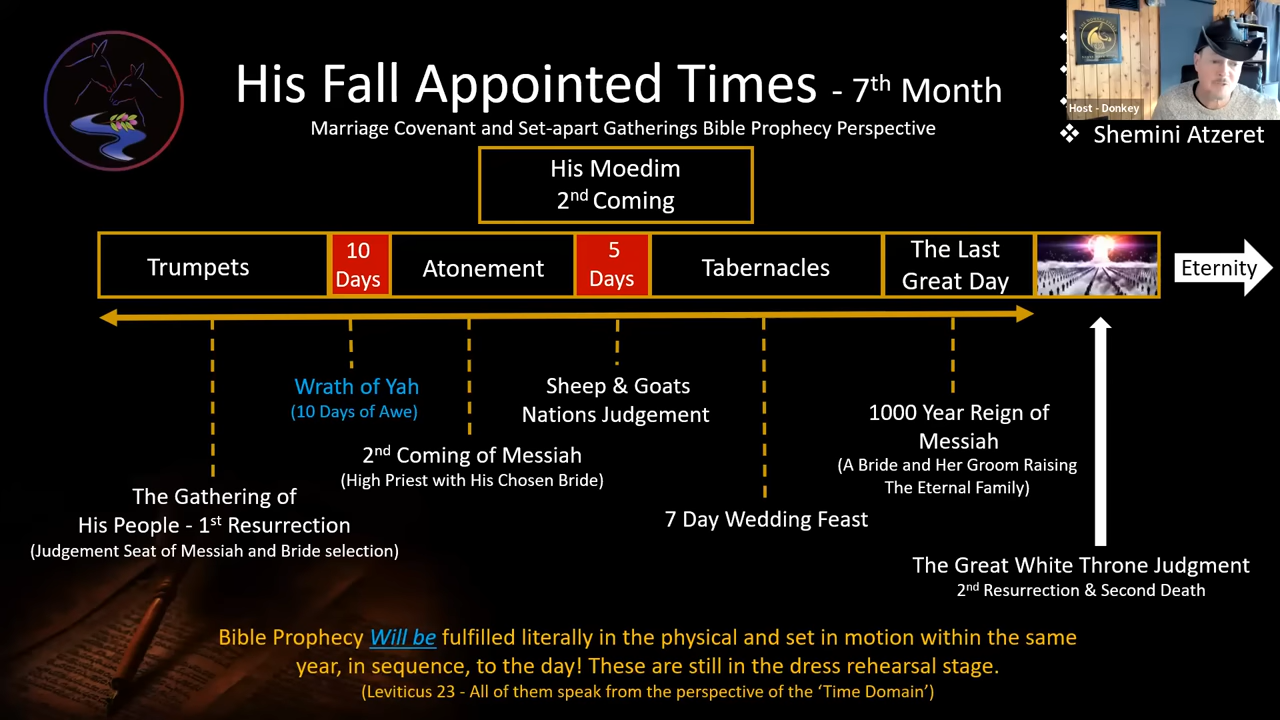 His Fall Appointed Times - 7th Month
Marriage Covenant and Set-apart Gatherings Bible Prophecy Perspective
Host - Donkey
❖ Shemini Atzeret
His Moedim
2nd Coming
Trumpets
10
Days
Atonement
5
Days
Tabernacles
The Last
Great Day
Eternity
Wrath of Yah
(10 Days of Awe)
Sheep & Goats
Nations Judgement
1000 Year Reign of
Messiah
(A Bride and Her Groom Raising
The Eternal Family)
2nd Coming of Messiah
(High Priest with His Chosen Bride)
The Gathering of
His People - 1st Resurrection
(Judgement Seat of Messiah and Bride selection)
7 Day Wedding Feast
The Great White Throne Judgment
2nd Resurrection & Second Death
Bible Prophecy Will be fulfilled literally in the physical and set in motion within the same
year, in sequence, to the day! These are still in the dress rehearsal stage.
(Leviticus 23 - All of them speak from the perspective of the ‘Time Domain’)